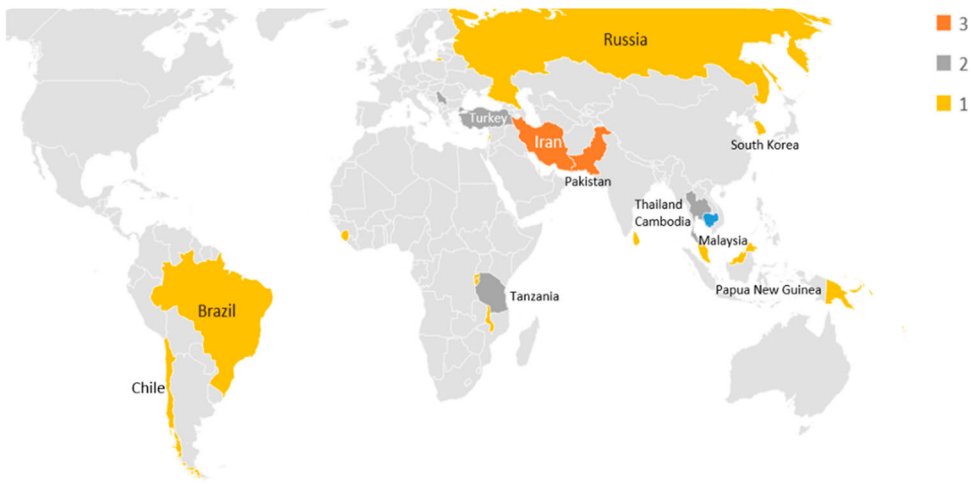 3
Russia
2
Turkey
1
Iran
South Korea
Pakistan
Thailand
Cambodia
Malaysia
Papua New Guinea
Tanzania
Brazil
Chile